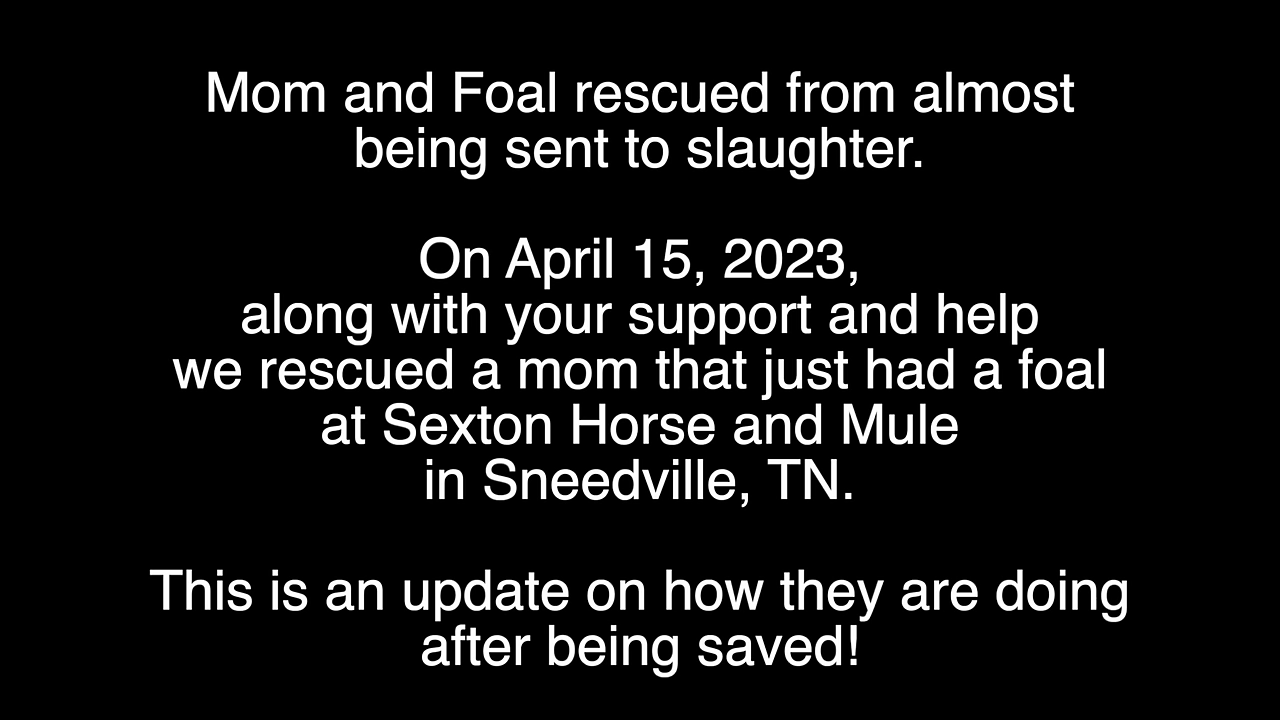 Mom and Foal rescued from almost
being sent to slaughter.
On April 15, 2023,
along with your support and help
we rescued a mom that just had a foal
at Sexton Horse and Mule
in Sneedville, TN.
This is an update on how they are doing
after being saved!